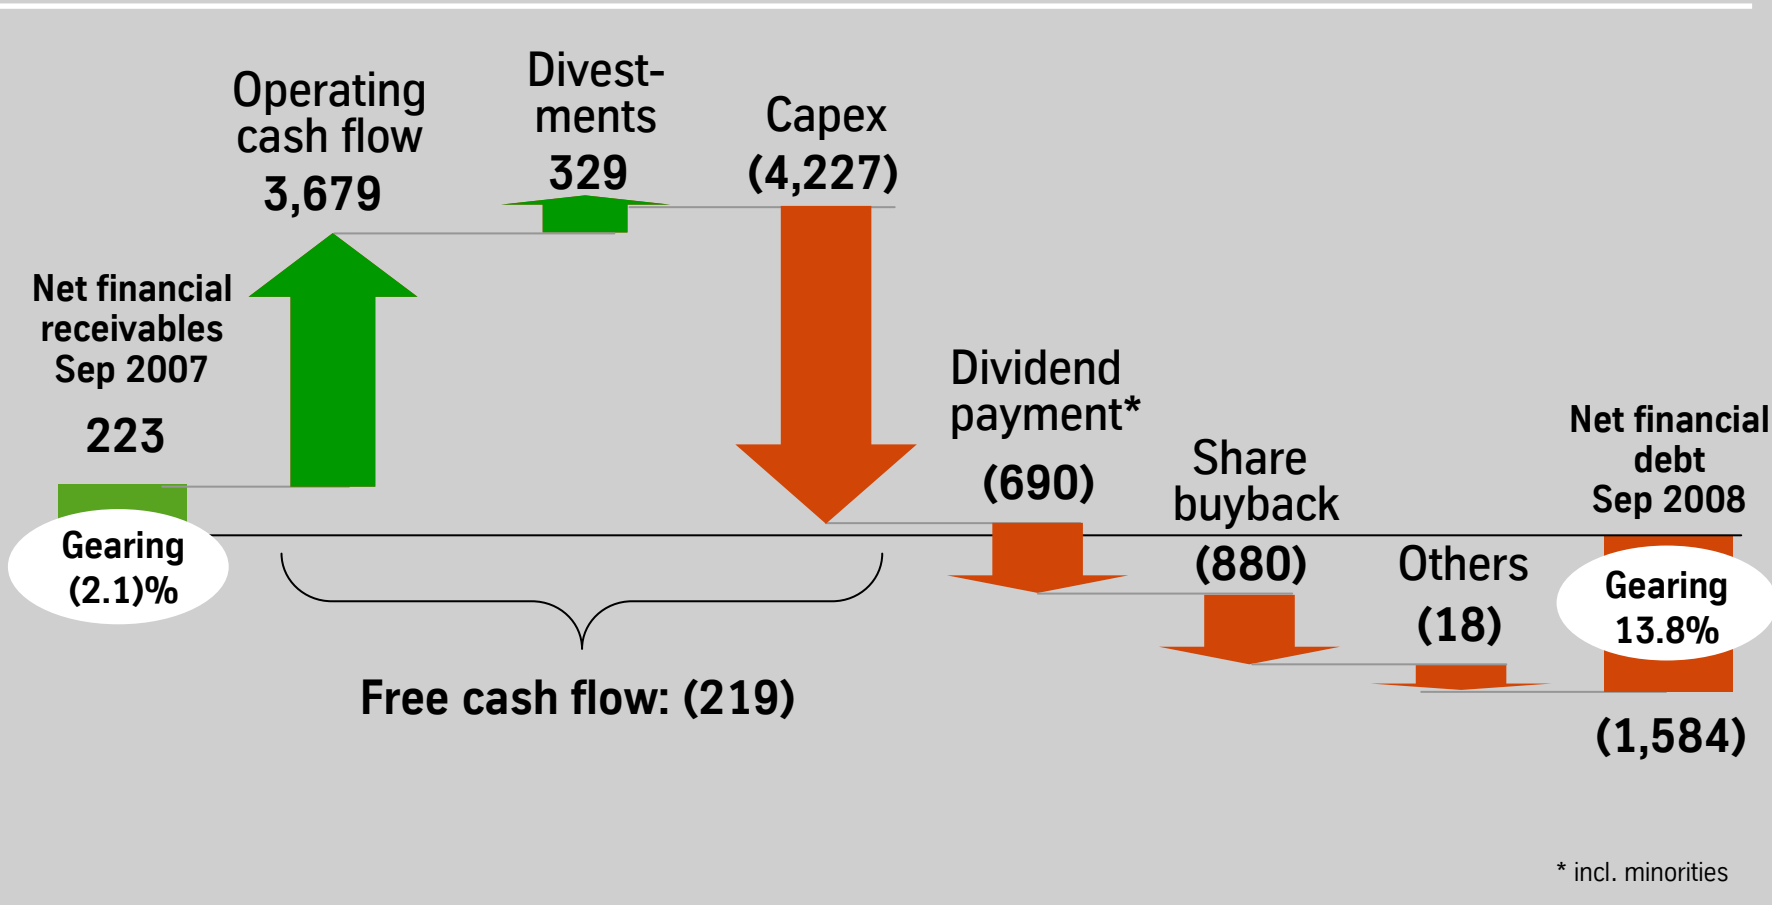 Net financial
receivables
Sep 2007
223
Gearing
(2.1)%
Operating
cash flow
3,679
Divest-
ments
329
Capex
(4,227)
Free cash flow: (219)
Dividend
payment*
(690)
Share
buyback
(880)
Others
(18)
Net financial
debt
Sep 2008
Gearing
13.8%
(1,584)
* incl. minorities